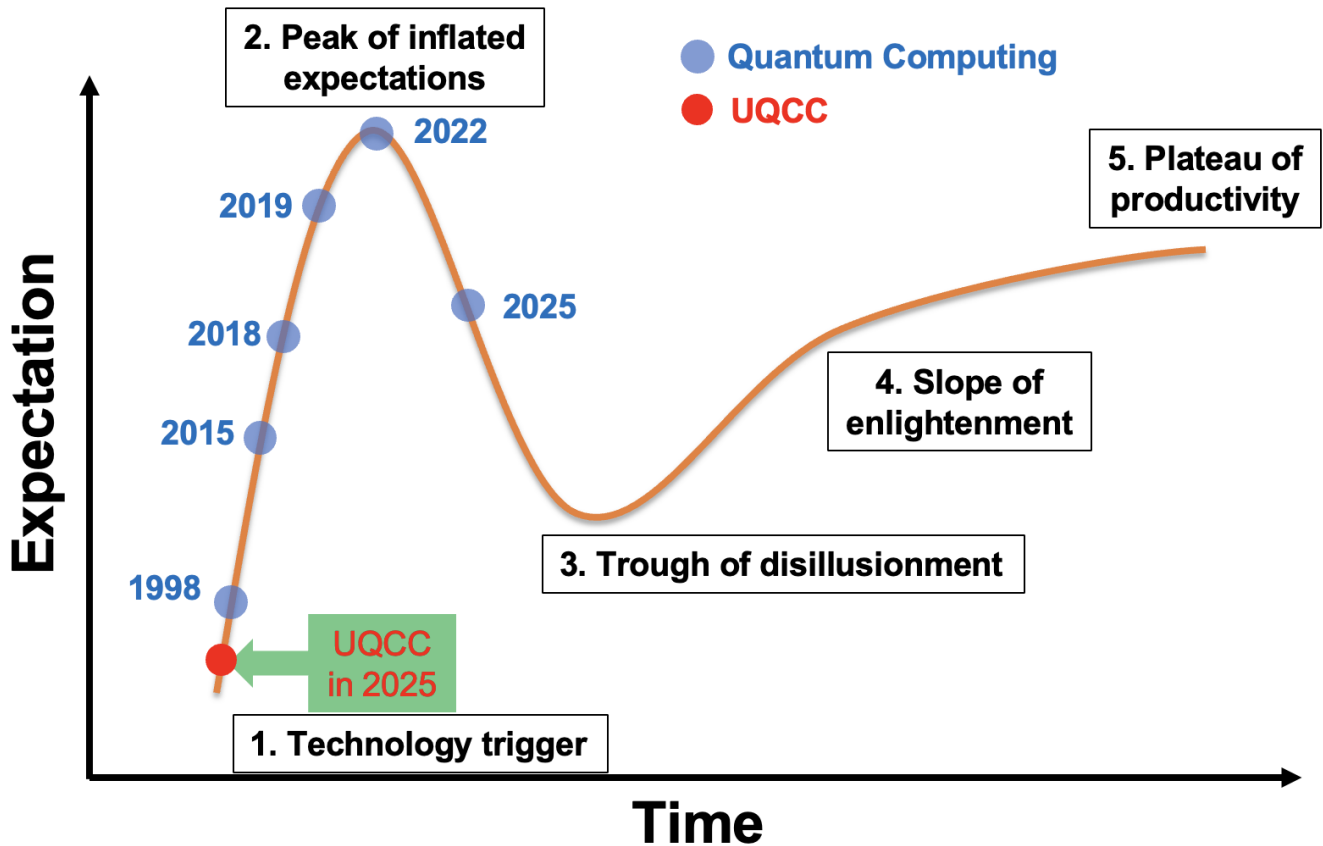 2. Peak of inflated
expectations
Quantum Computing
UQCC
2022
5. Plateau of
productivity
2019
2025
2018
4. Slope of
enlightenment
2015
3. Trough of disillusionment
1998
UQCC
in 2025
1. Technology trigger
Expectation
Time